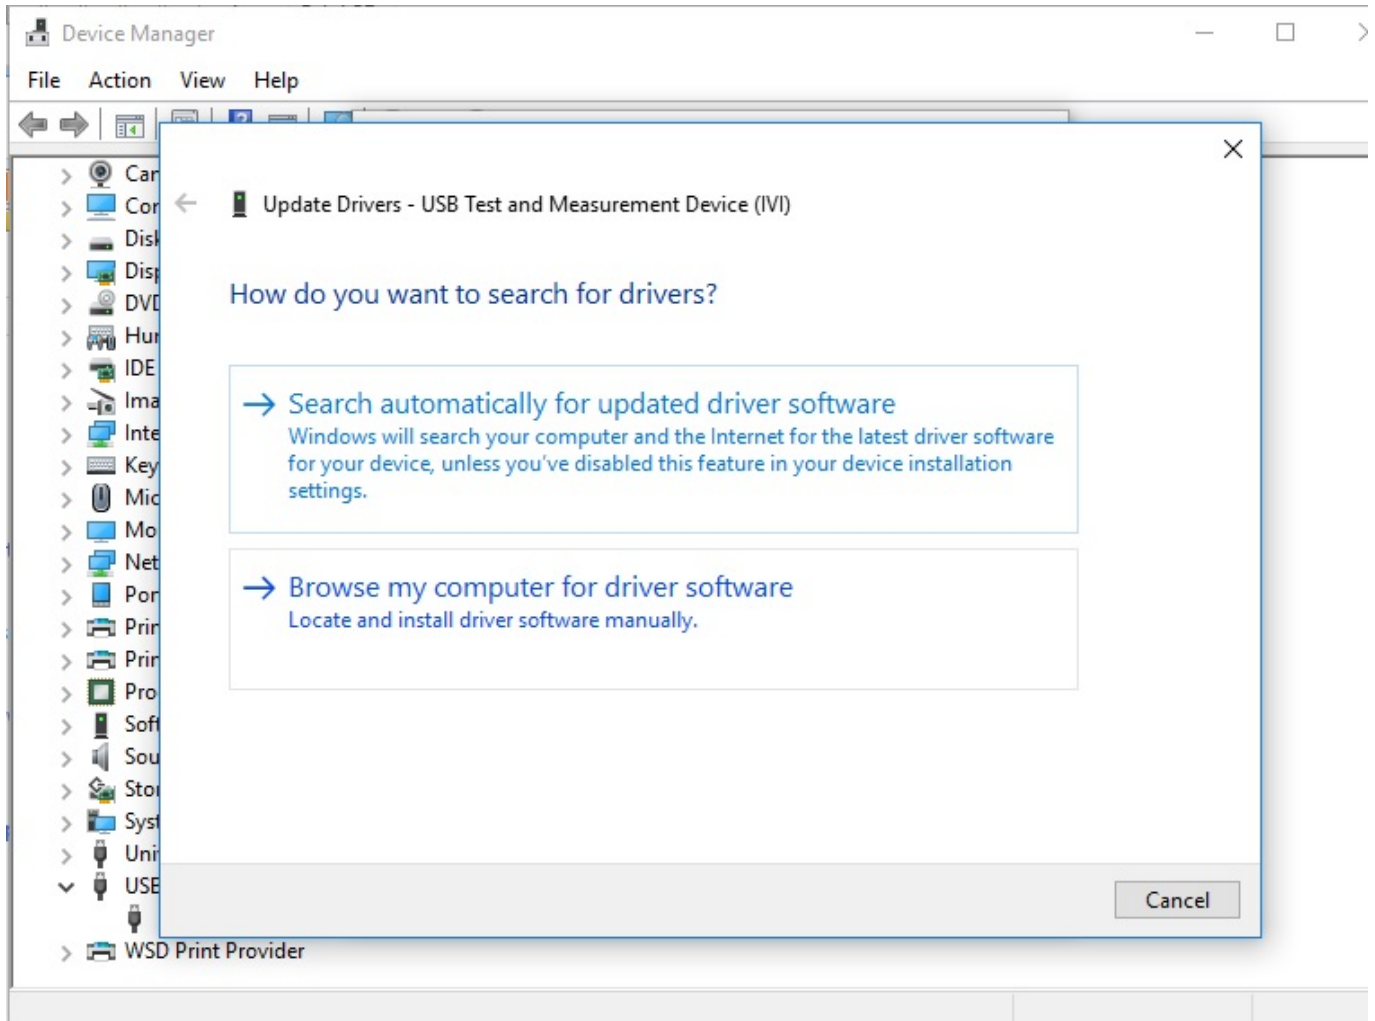 Device Manager
File Action View Help
Update Drivers - USB Test and Measurement Device (IVI)
How do you want to search for drivers?
Search automatically for updated driver software
Windows will search your computer and the Internet for the latest driver software
for your device, unless you've disabled this feature in your device installation
settings.
Browse my computer for driver software
Locate and install driver software manually.
Cancel
Car
Cor
Disk
Disp
DVD
Hur
IDE
Ima
Inte
Key
Mic
Mo
Net
Por
Prin
Prin
Pro
Soft
Sou
Stor
Syst
Uni
USB
WSD Print Provider